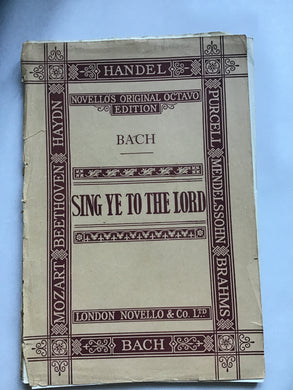 HANDEL
NOVELLO'S ORIGINAL OCTAVO
EDITION
BACH
SING YE TO THE LORD
LONDON NOVELLO & Co. LTD
BACH
MOZART BEETHOVEN HAYDN
PURCELL MENDELSSOHN BRAHMS